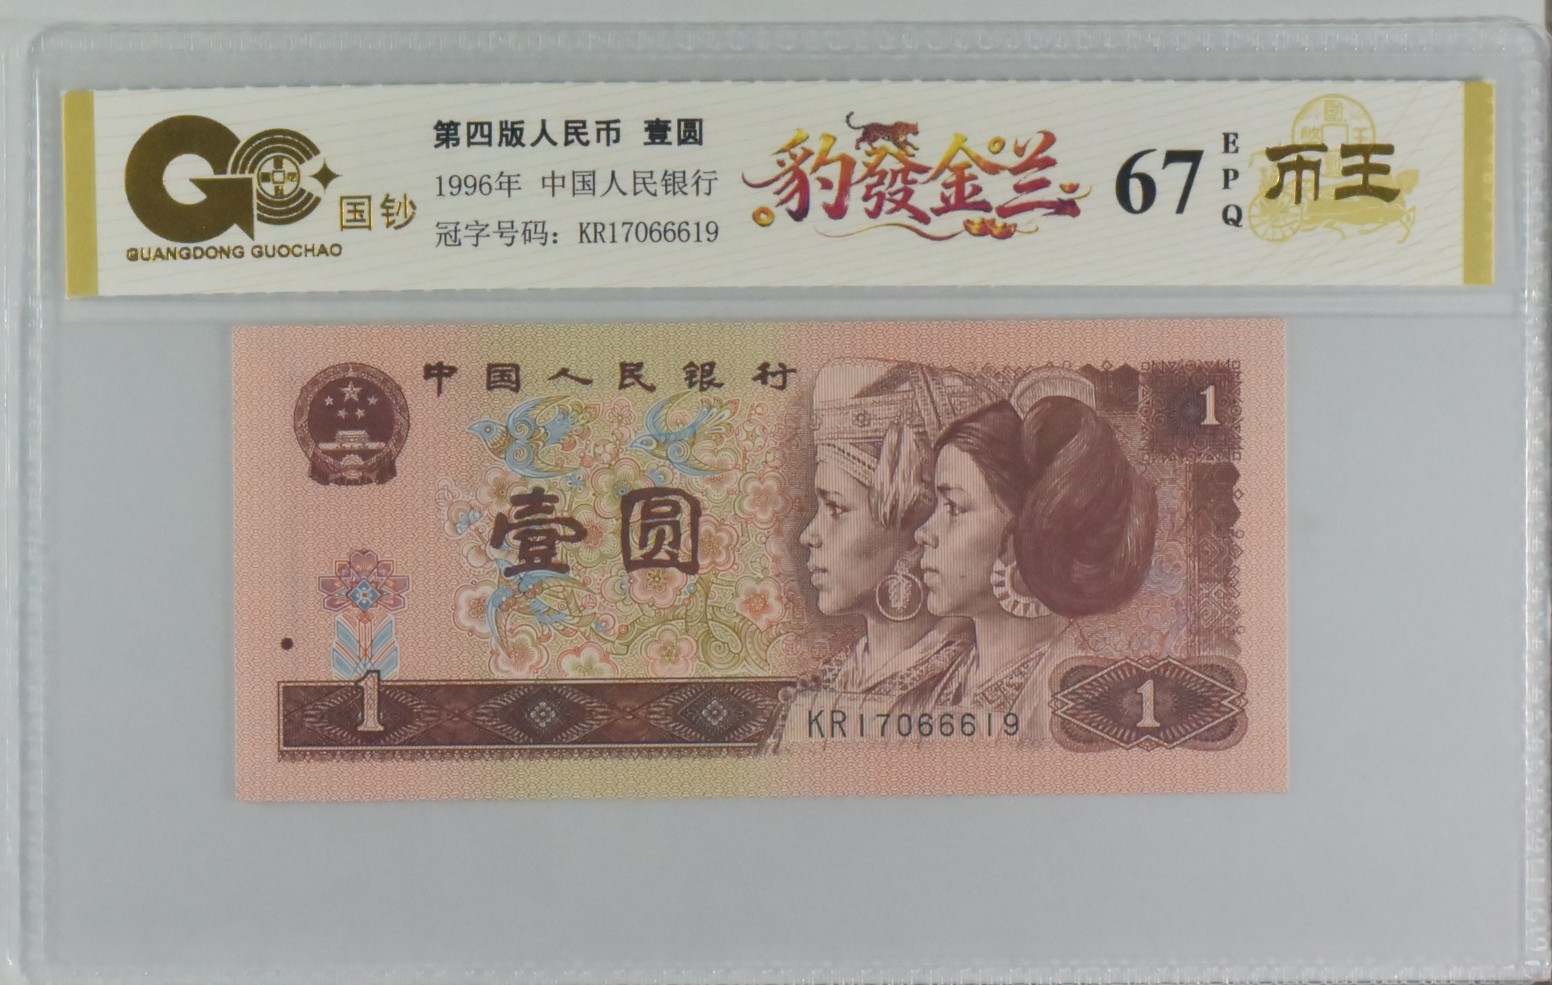 GC
国钞
GUANGDONG GUOCHAO
第四版人民币 壹圆
1996年 中国人民银行
冠字号码：KR17066619
豹發金兰
67
EPQ
币王
中国人民银行
1
壹圆
1
KR17066619
1